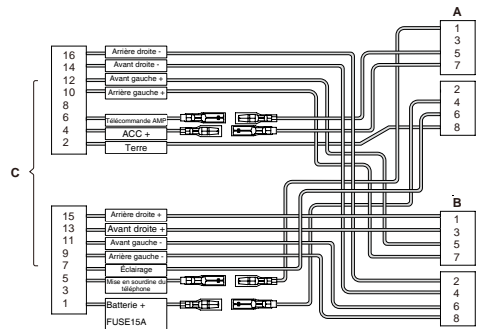 A
1
3
5
7
2
4
6
8
B
1
3
5
7
2
4
6
8
C
16 Arrière droite -
14 Avant droite -
12 Avant gauche +
10 Arrière gauche +
8
6 Télécommande AMP
4 ACC +
2 Terre
15 Arrière droite +
13 Avant droite +
11 Avant gauche -
9 Arrière gauche -
7 Éclairage
5 Mise en sourdine du
téléphone
3
1 Batterie +
FUSE15A